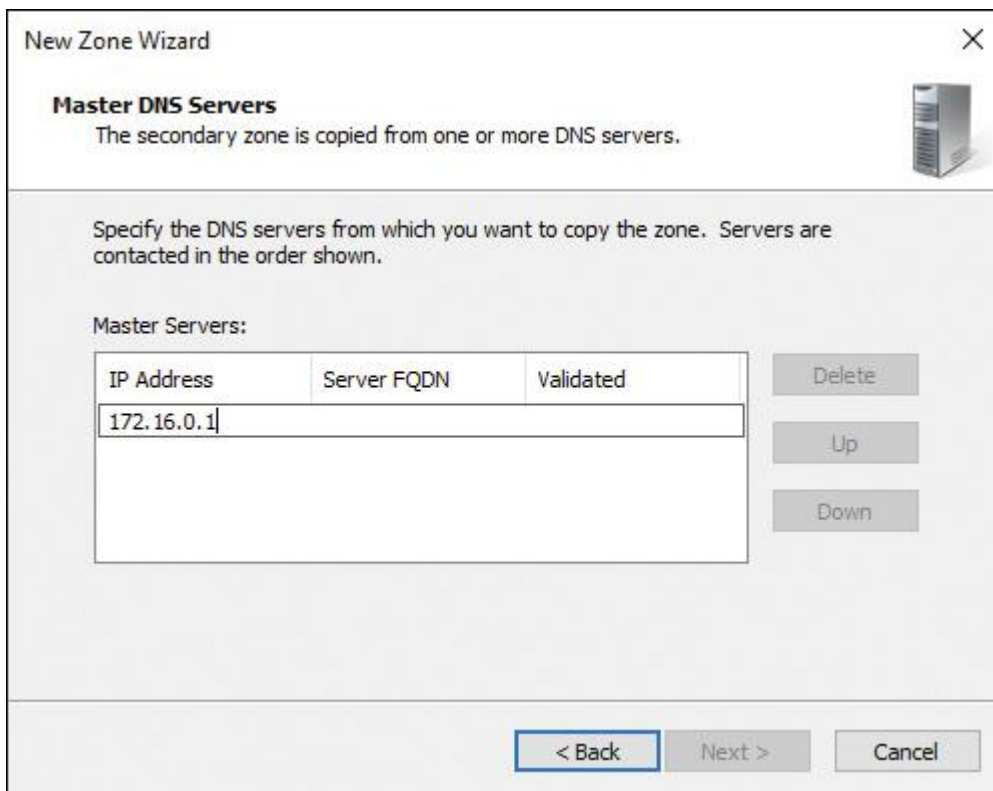 New Zone Wizard
Master DNS Servers
The secondary zone is copied from one or more DNS servers.
Specify the DNS servers from which you want to copy the zone.  Servers are
contacted in the order shown.
Master Servers:
IP Address Server FQDN Validated
172.16.0.1
Delete
Up
Down
< Back Next > Cancel